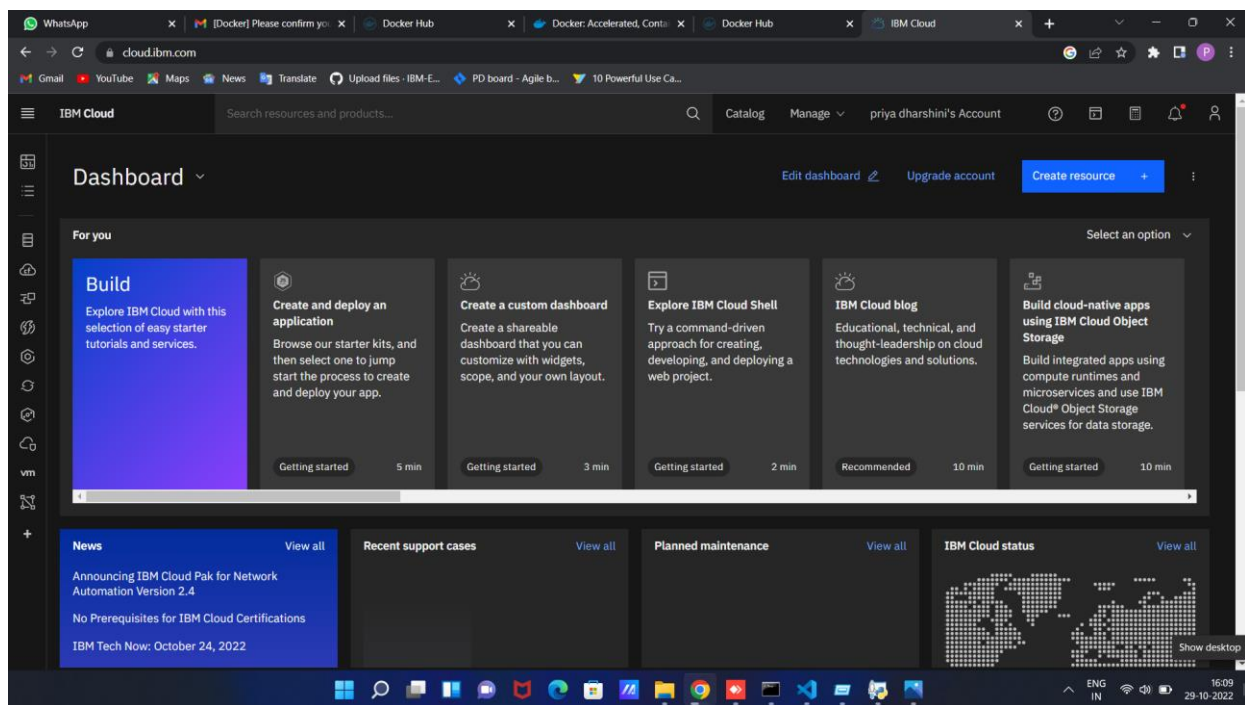 WhatsApp
[Docker] Please confirm you
Docker Hub
Docker: Accelerated, Conta
Docker Hub
IBM Cloud
cloud.ibm.com
Gmail
YouTube
Maps
News
Translate
Upload files · IBM-E...
PD board - Agile b...
10 Powerful Use Ca...
IBM Cloud
Search resources and products...
Catalog
Manage
priya dharshini's Account
Dashboard
Edit dashboard
Upgrade account
Create resource +
For you
Select an option
Build
Explore IBM Cloud with this
selection of easy starter
tutorials and services.
Create and deploy an
application
Browse our starter kits, and
then select one to jump
start the process to create
and deploy your app.
Getting started
5 min
Create a custom dashboard
Create a shareable
dashboard that you can
customize with widgets,
scope, and your own layout.
Getting started
3 min
Explore IBM Cloud Shell
Try a command-driven
approach for creating,
developing, and deploying a
web project.
Getting started
2 min
IBM Cloud blog
Educational, technical, and
thought-leadership on cloud
technologies and solutions.
Recommended
10 min
Build cloud-native apps
using IBM Cloud Object
Storage
Build integrated apps using
compute runtimes and
microservices and use IBM
Cloud® Object Storage
services for data storage.
Getting started
10 min
vm
News
View all
Announcing IBM Cloud Pak for Network
Automation Version 2.4
No Prerequisites for IBM Cloud Certifications
IBM Tech Now: October 24, 2022
Recent support cases
View all
Planned maintenance
View all
IBM Cloud status
View all
Show desktop
ENG
IN
16:09
29-10-2022